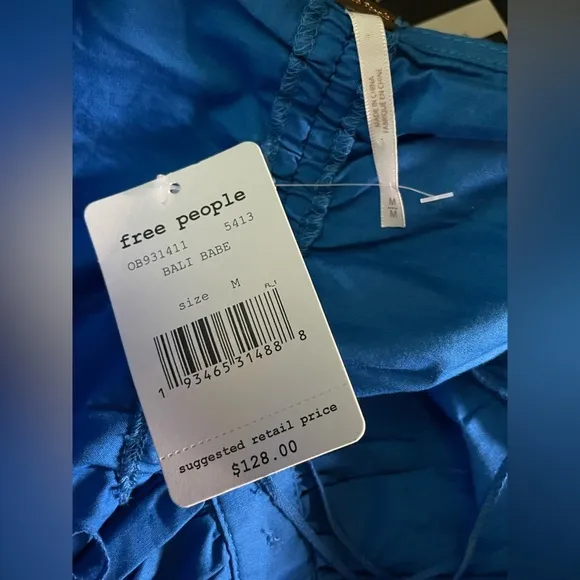 free people
OB931411 5413
BALI BABE
size M
1 93465 31488 8
suggested retail price
$128.00
MADE IN CHINA
FABRIQUE EN CHINE
M
M